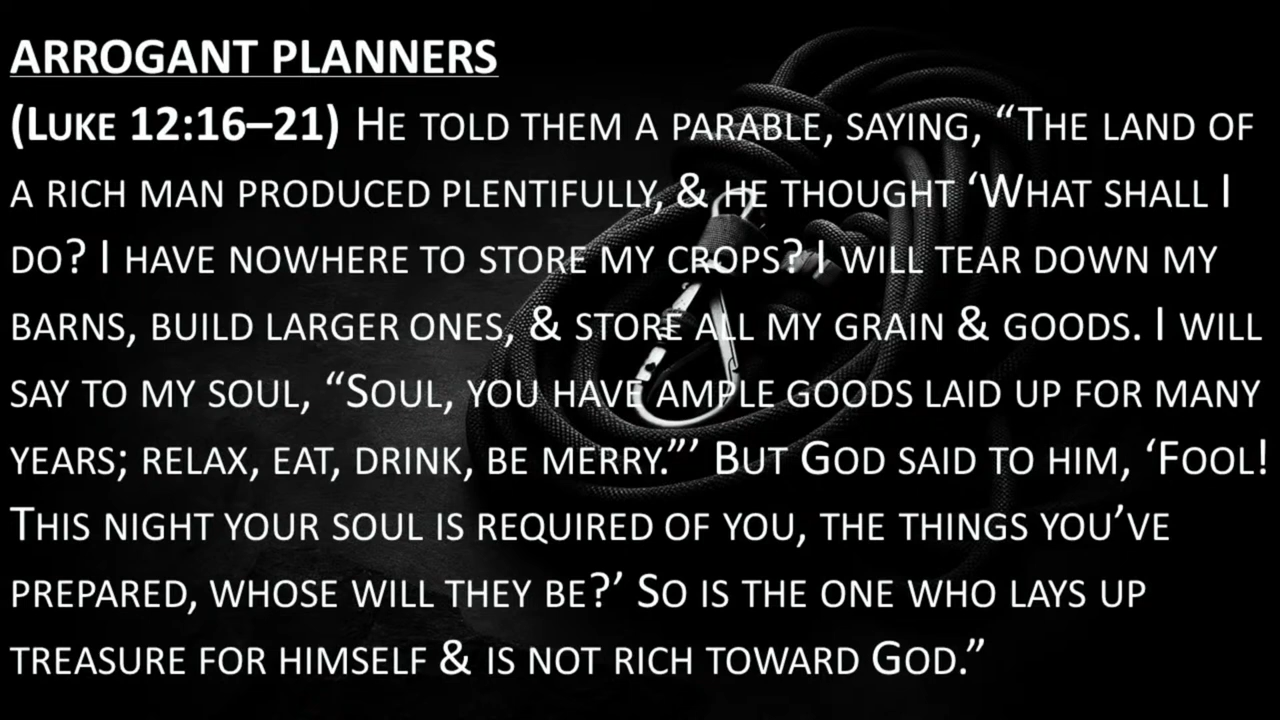 ARROGANT PLANNERS
(LUKE 12:16–21) HE TOLD THEM A PARABLE, SAYING, “THE LAND OF
A RICH MAN PRODUCED PLENTIFULLY, & HE THOUGHT ‘WHAT SHALL I
DO? I HAVE NOWHERE TO STORE MY CROPS? I WILL TEAR DOWN MY
BARNS, BUILD LARGER ONES, & STORE ALL MY GRAIN & GOODS. I WILL
SAY TO MY SOUL, “SOUL, YOU HAVE AMPLE GOODS LAID UP FOR MANY
YEARS; RELAX, EAT, DRINK, BE MERRY.”’ BUT GOD SAID TO HIM, ‘FOOL!
THIS NIGHT YOUR SOUL IS REQUIRED OF YOU, THE THINGS YOU’VE
PREPARED, WHOSE WILL THEY BE?’ SO IS THE ONE WHO LAYS UP
TREASURE FOR HIMSELF & IS NOT RICH TOWARD GOD.”